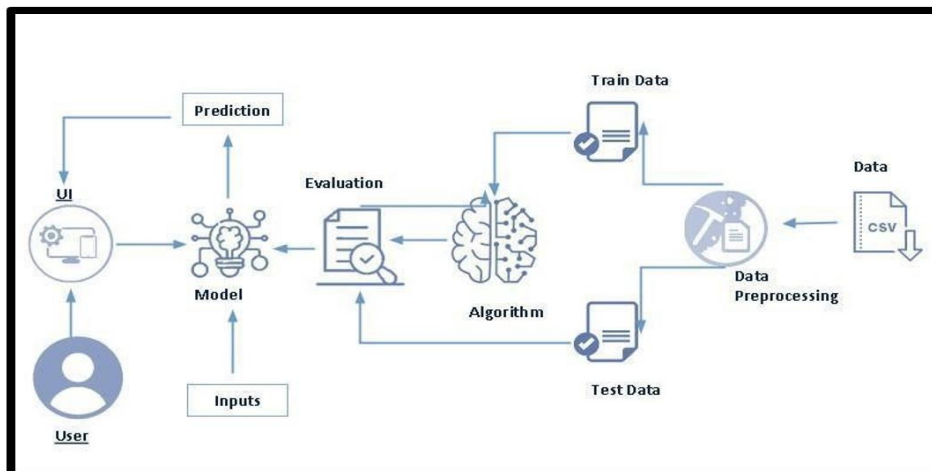 Train Data
Prediction
Data
Evaluation
UI
CSV
Model
Algorithm
Data
Preprocessing
Inputs
Test Data
User